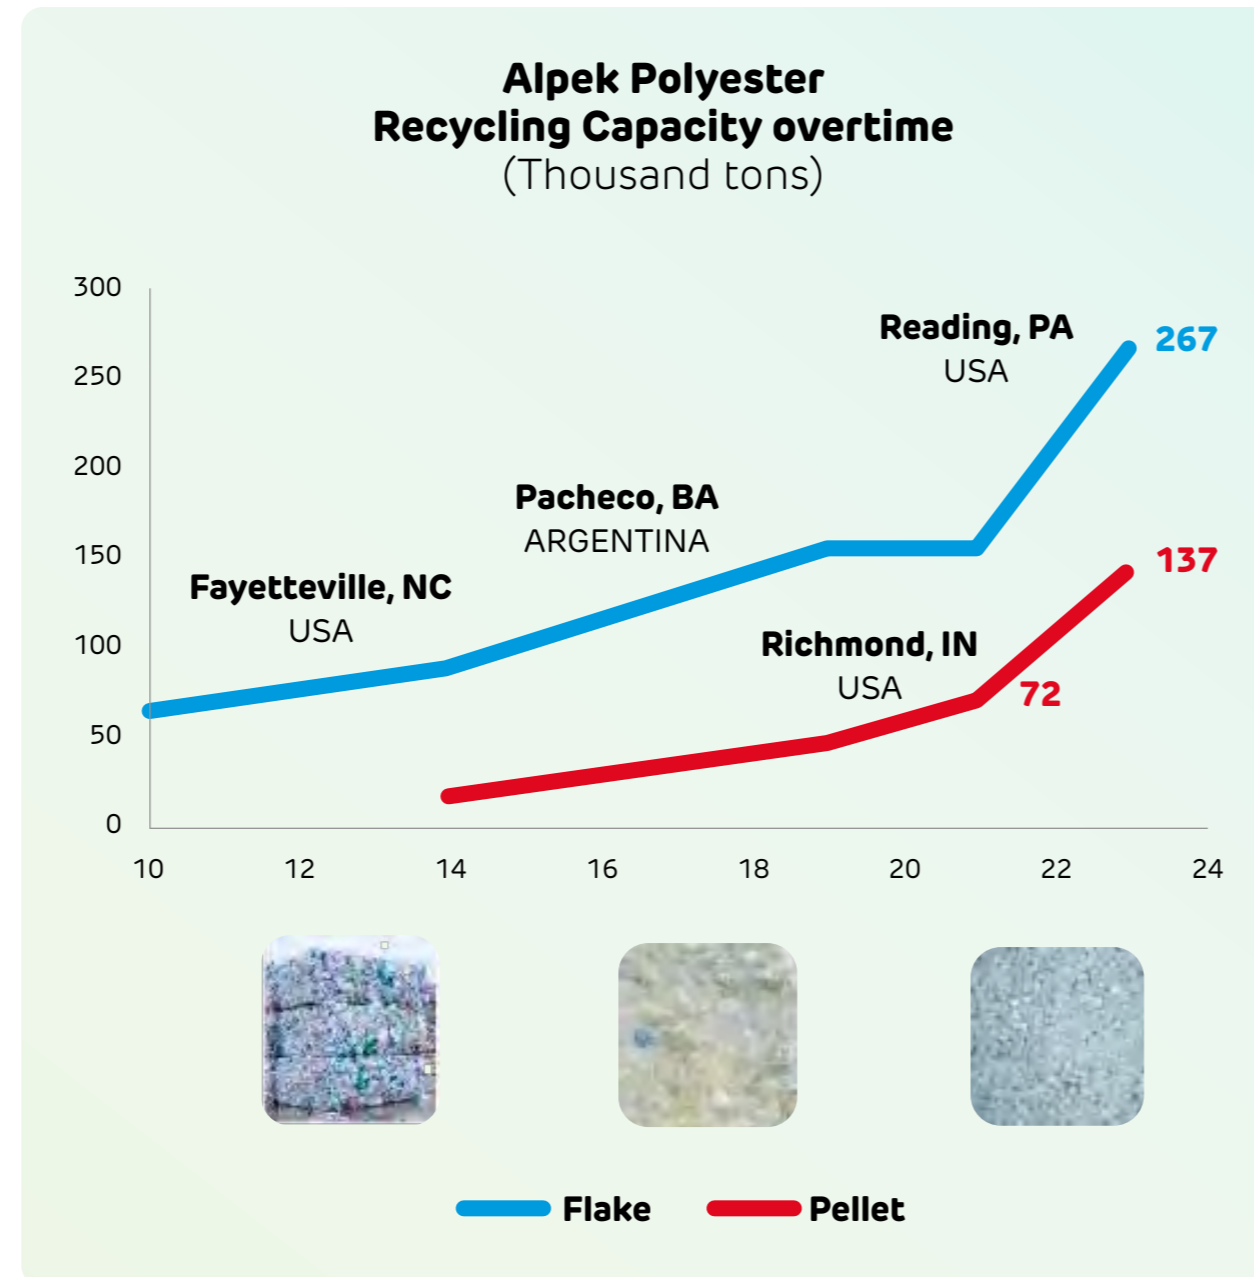 Alpek Polyester
Recycling Capacity overtime
(Thousand tons)
300
250
200
150
100
50
0
Reading, PA
USA
267
Pacheco, BA
ARGENTINA
137
Fayetteville, NC
USA
Richmond, IN
USA
72
10 12 14 16 18 20 22 24
Flake Pellet